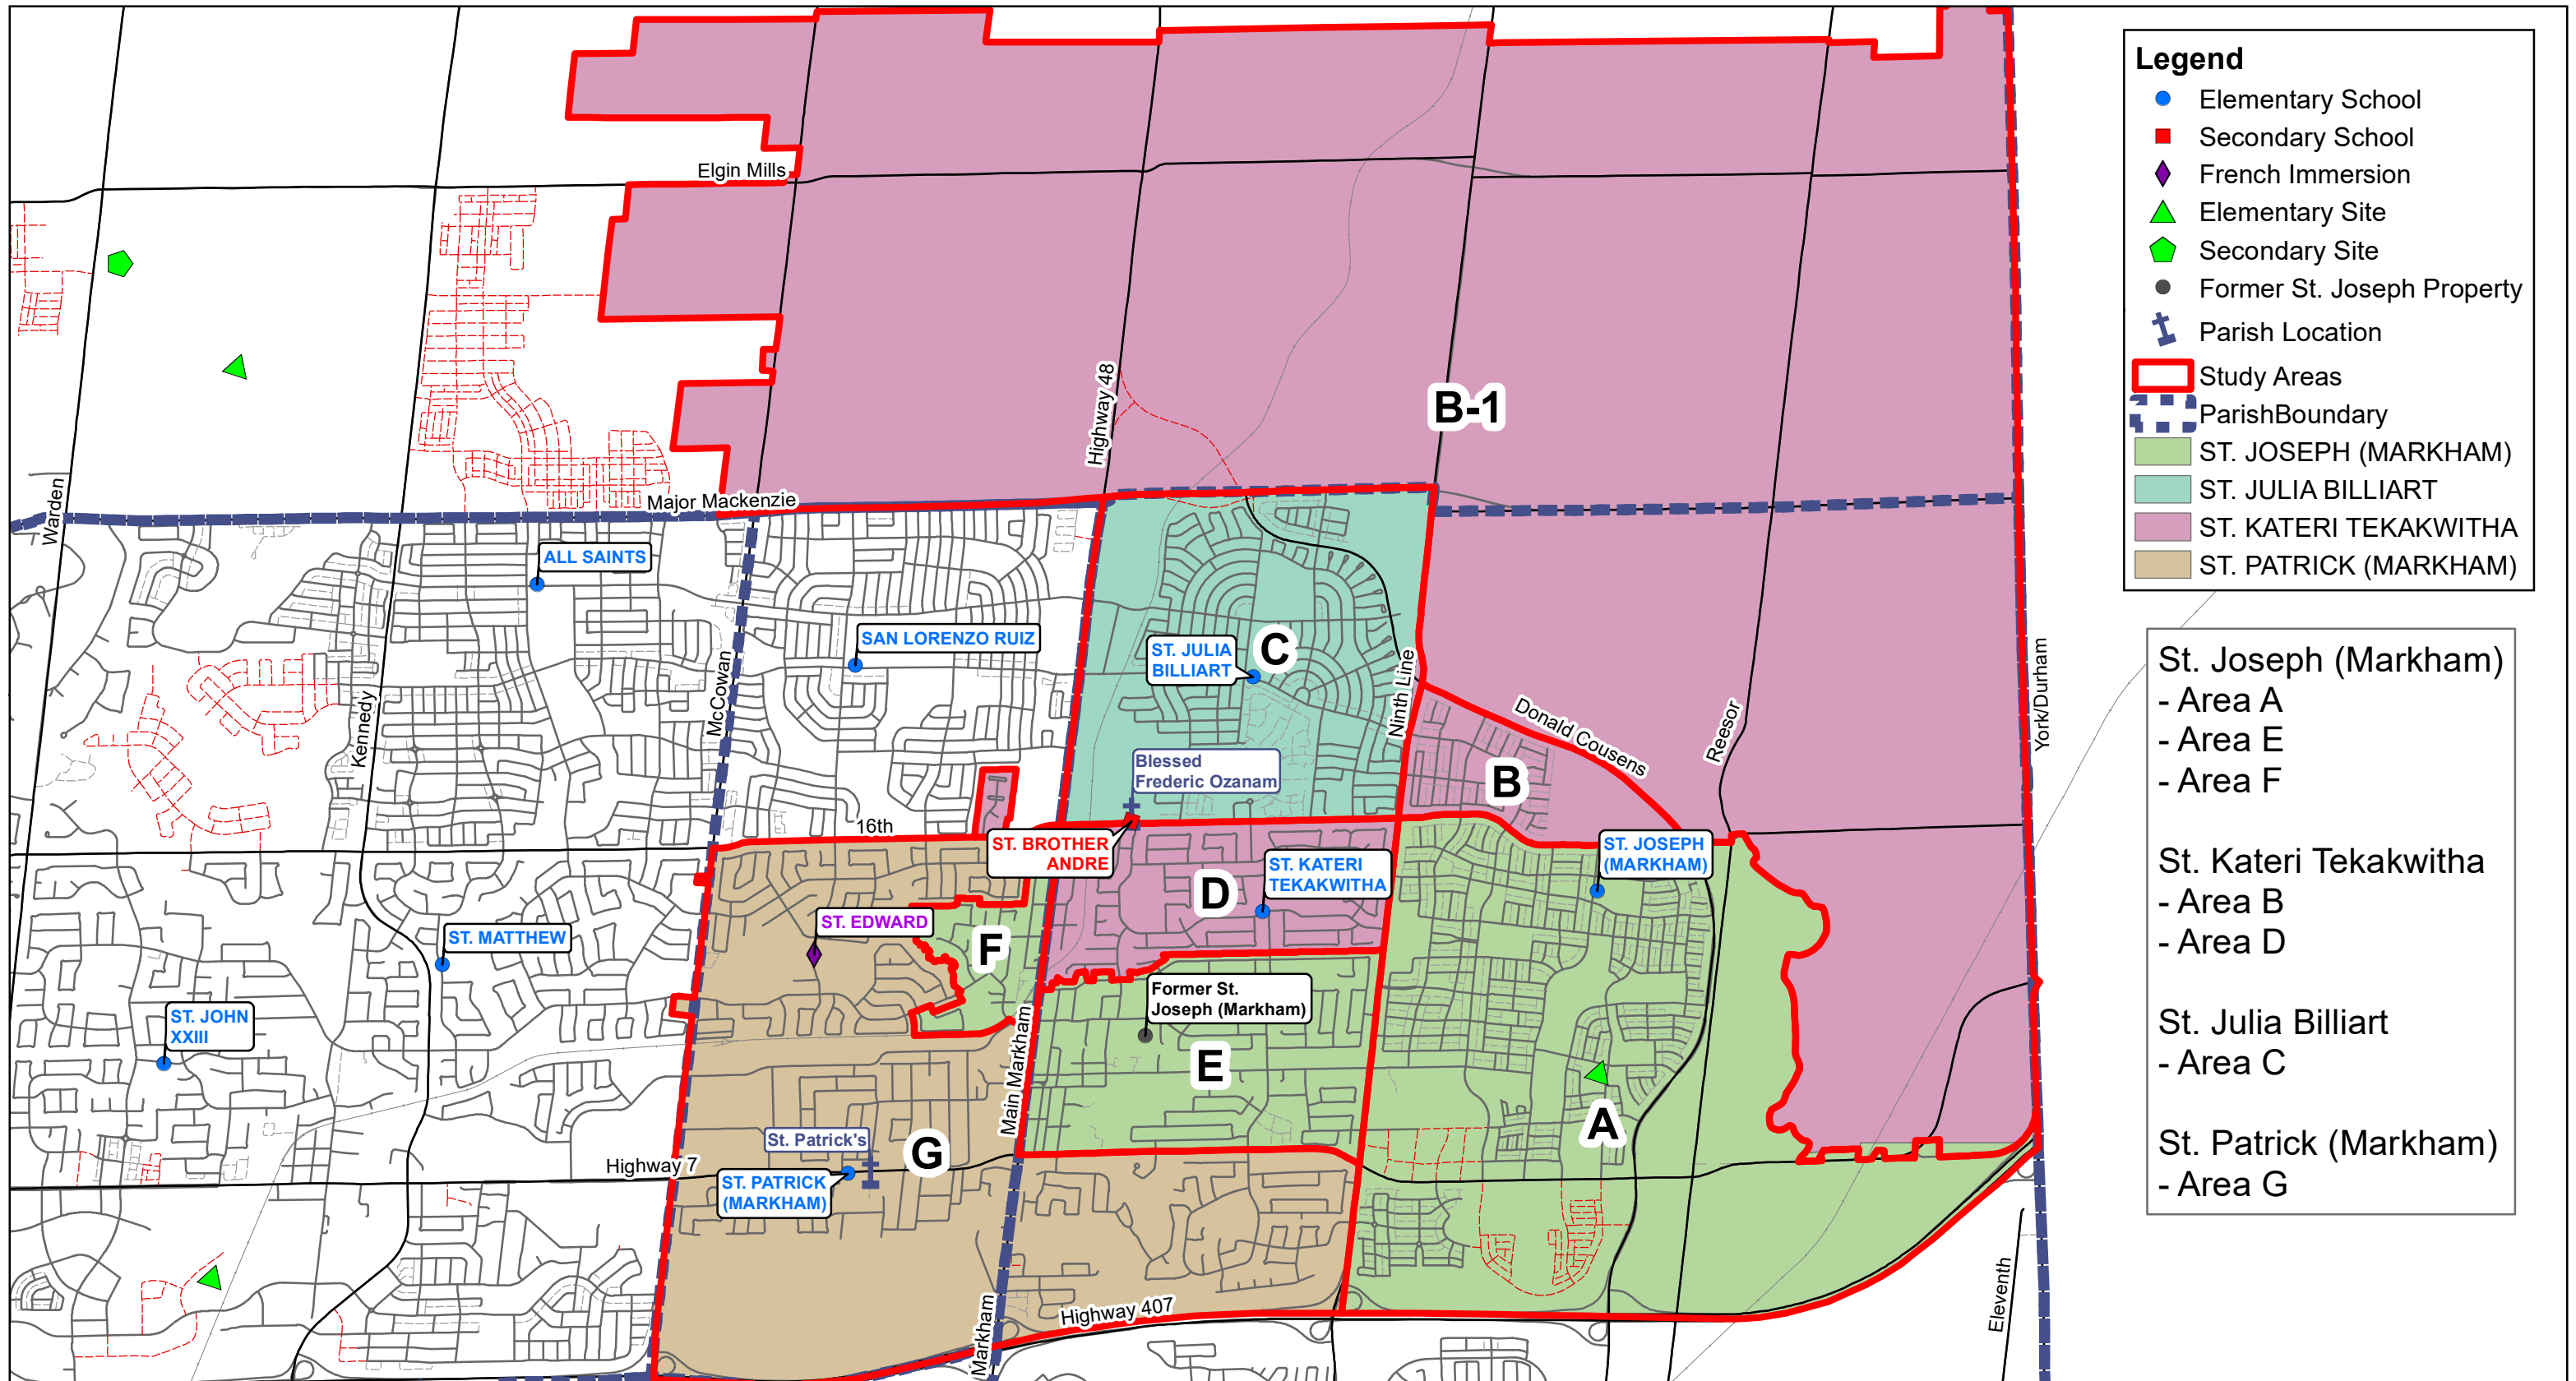 Legend
Elementary School
Secondary School
French Immersion
Elementary Site
Secondary Site
Former St. Joseph Property
Parish Location
Study Areas
ParishBoundary
ST. JOSEPH (MARKHAM)
ST. JULIA BILLIART
ST. KATERI TEKAKWITHA
ST. PATRICK (MARKHAM)
St. Joseph (Markham)
- Area A
- Area E
- Area F
St. Kateri Tekakwitha
- Area B
- Area D
St. Julia Billiart
- Area C
St. Patrick (Markham)
- Area G
Elgin Mills
Highway 48
B-1
Major Mackenzie
Warden
ALL SAINTS
SAN LORENZO RUIZ
ST. JULIA
BILLIART
C
Kennedy
McCowan
Ninth Line
Donald Cousens
Reesor
York/Durham
Blessed
Frederic Ozanam
B
16th
ST. BROTHER
ANDRE
ST. KATERI
TEKAKWITHA
D
ST. JOSEPH
(MARKHAM)
ST. EDWARD
F
ST. MATTHEW
Former St.
Joseph (Markham)
ST. JOHN
XXIII
E
Main Markham
A
St. Patrick's
G
Highway 7
ST. PATRICK
(MARKHAM)
Highway 407
Markham
Eleventh